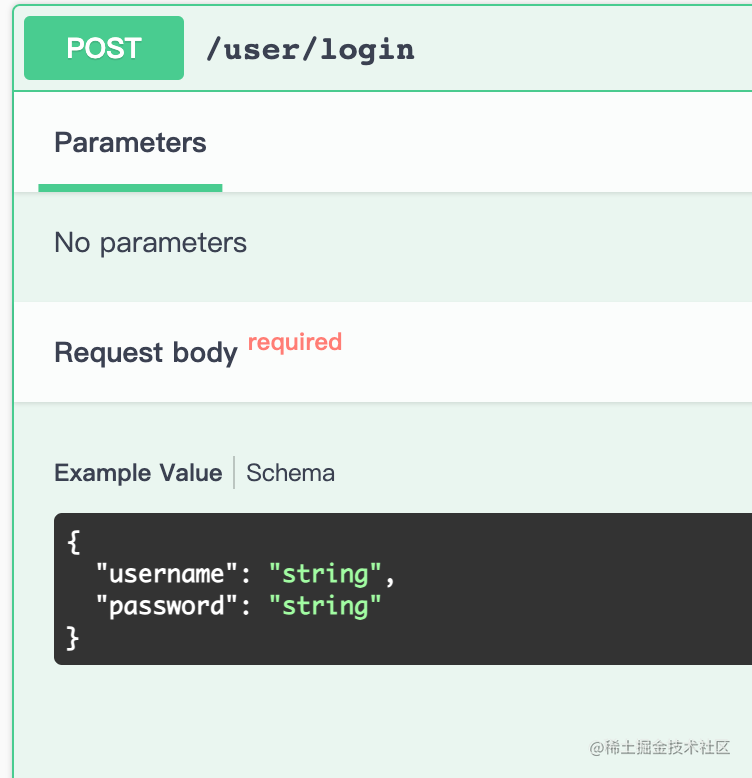 POST /user/login
Parameters
No parameters
Request body required
Example Value Schema
{
"username": "string",
"password": "string"
}
@稀土掘金技术社区